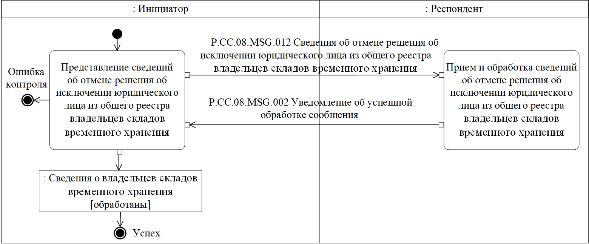 : Инициатор
: Респондент
Представление сведений
об отмене решения об
исключении юридического
лица из общего реестра
владельцев складов
временного хранения
Ошибка
контроля
P.CC.08.MSG.012 Сведения об отмене решения об
исключении юридического лица из общего реестра
владельцев складов временного хранения
P.CC.08.MSG.002 Уведомление об успешной
обработке сообщения
Прием и обработка сведений
об отмене решения об
исключении юридического
лица из общего реестра
владельцев складов
временного хранения
: Сведения о владельцев складов
временного хранения
[обработаны]
Успех